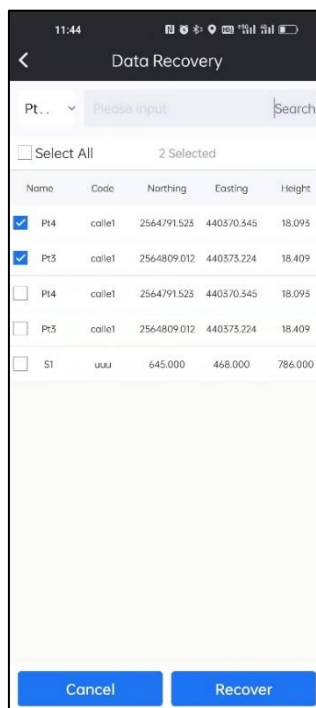 11:44
Data Recovery
Pt.. Please Input Search
Select All 2 Selected
Name Code Northing Easting Height
Pt4 calle1 2564791.523 440370.345 18.093
Pt3 calle1 2564809.012 440373.224 18.409
Pt4 calle1 2564791.523 440370.345 18.093
Pt3 calle1 2564809.012 440373.224 18.409
S1 uuu 645.000 468.000 786.000
Cancel Recover